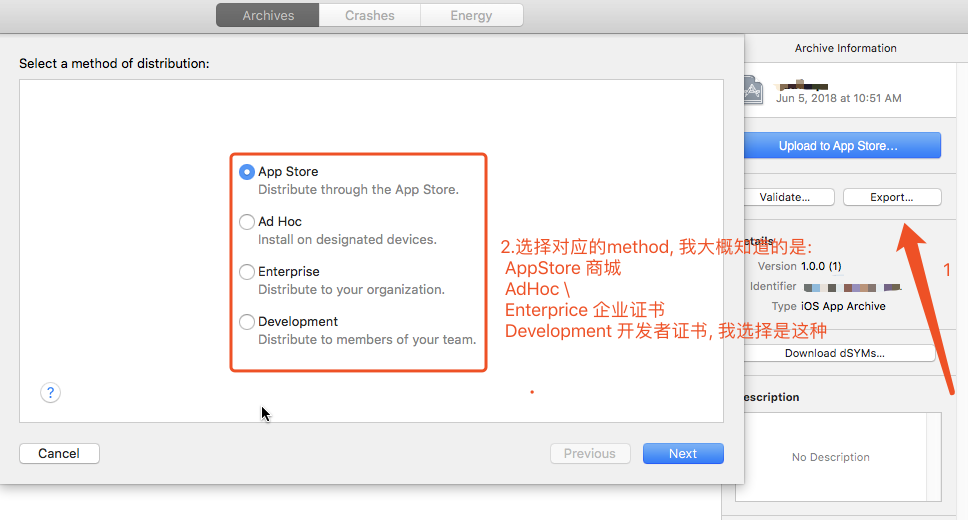 Archives
Crashes
Energy
Select a method of distribution:
App Store
Distribute through the App Store.
Ad Hoc
Install on designated devices.
Enterprise
Distribute to your organization.
Development
Distribute to members of your team.
2.选择对应的method, 我大概知道的是:
AppStore 商城
AdHoc \
Enterprice 企业证书
Development 开发者证书, 我选择是这种
?
Cancel
Previous
Next
Archive Information
Jun 5, 2018 at 10:51 AM
Upload to App Store...
Validate...
Export...
etails
Version 1.0.0 (1)
1
Identifier
Type iOS App Archive
Download dSYMs...
escription
No Description